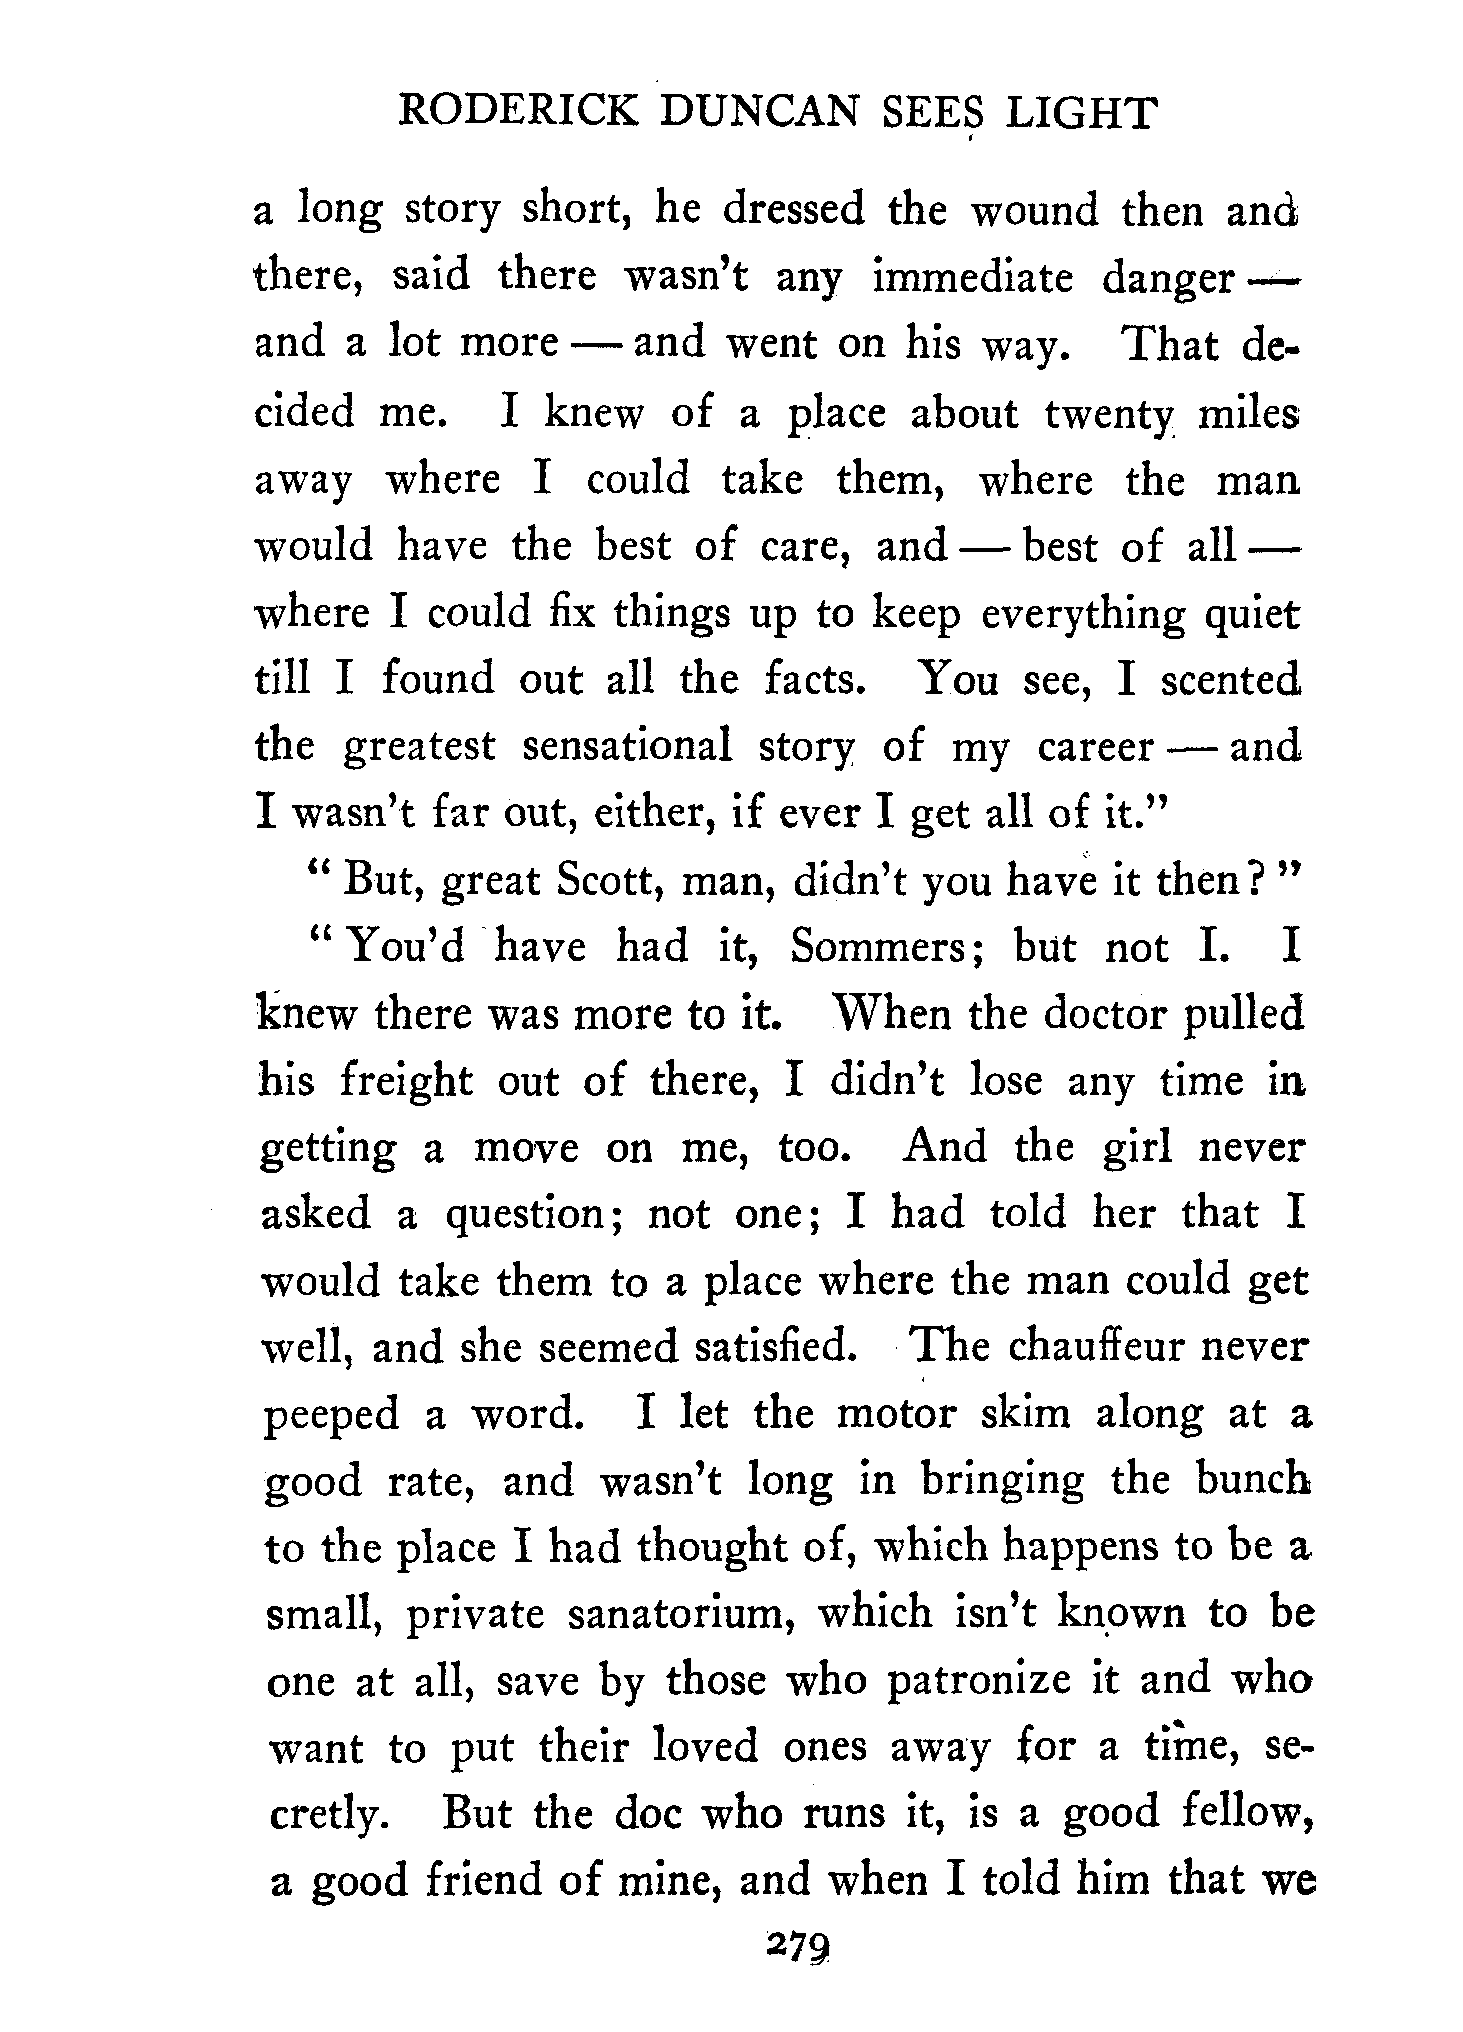 RODERICK DUNCAN SEES LIGHT
a long story short, he dressed the wound then and
there, said there wasn't any immediate danger —
and a lot more — and went on his way. That de-
cided me. I knew of a place about twenty miles
away where I could take them, where the man
would have the best of care, and — best of all —
where I could fix things up to keep everything quiet
till I found out all the facts. You see, I scented
the greatest sensational story of my career — and
I wasn't far out, either, if ever I get all of it."
" But, great Scott, man, didn't you have it then? "
" You'd have had it, Sommers; but not I. I
knew there was more to it. When the doctor pulled
his freight out of there, I didn't lose any time in
getting a move on me, too. And the girl never
asked a question; not one; I had told her that I
would take them to a place where the man could get
well, and she seemed satisfied. The chauffeur never
peeped a word. I let the motor skim along at a
good rate, and wasn't long in bringing the bunch
to the place I had thought of, which happens to be a
small, private sanatorium, which isn't known to be
one at all, save by those who patronize it and who
want to put their loved ones away for a time, se-
cretly. But the doc who runs it, is a good fellow,
a good friend of mine, and when I told him that we
279